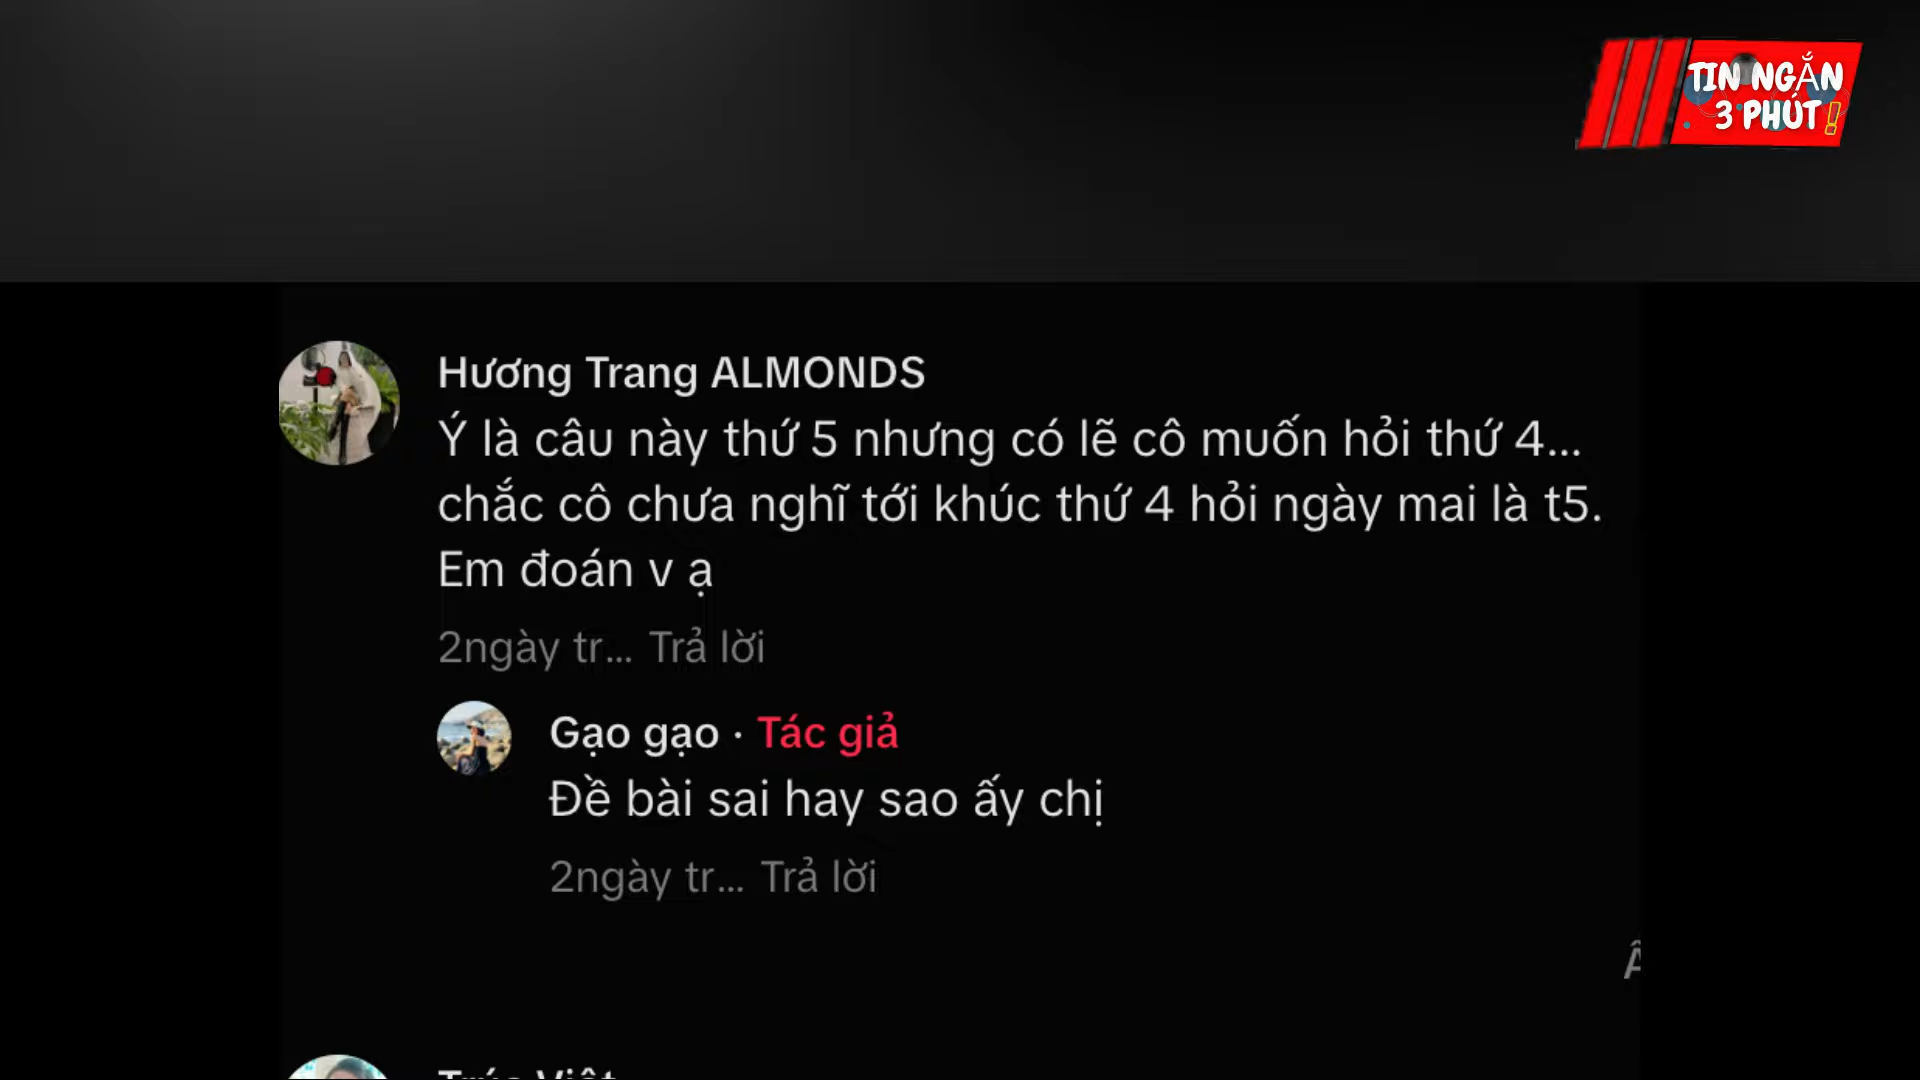 TIN NGẮN
3 PHÚT!
Hương Trang ALMONDS
Ý là câu này thứ 5 nhưng có lẽ cô muốn hỏi thứ 4...
chắc cô chưa nghĩ tới khúc thứ 4 hỏi ngày mai là t5.
Em đoán v ạ
2ngày tr... Trả lời
Gạo gạo · Tác giả
Đề bài sai hay sao ấy chị
2ngày tr... Trả lời